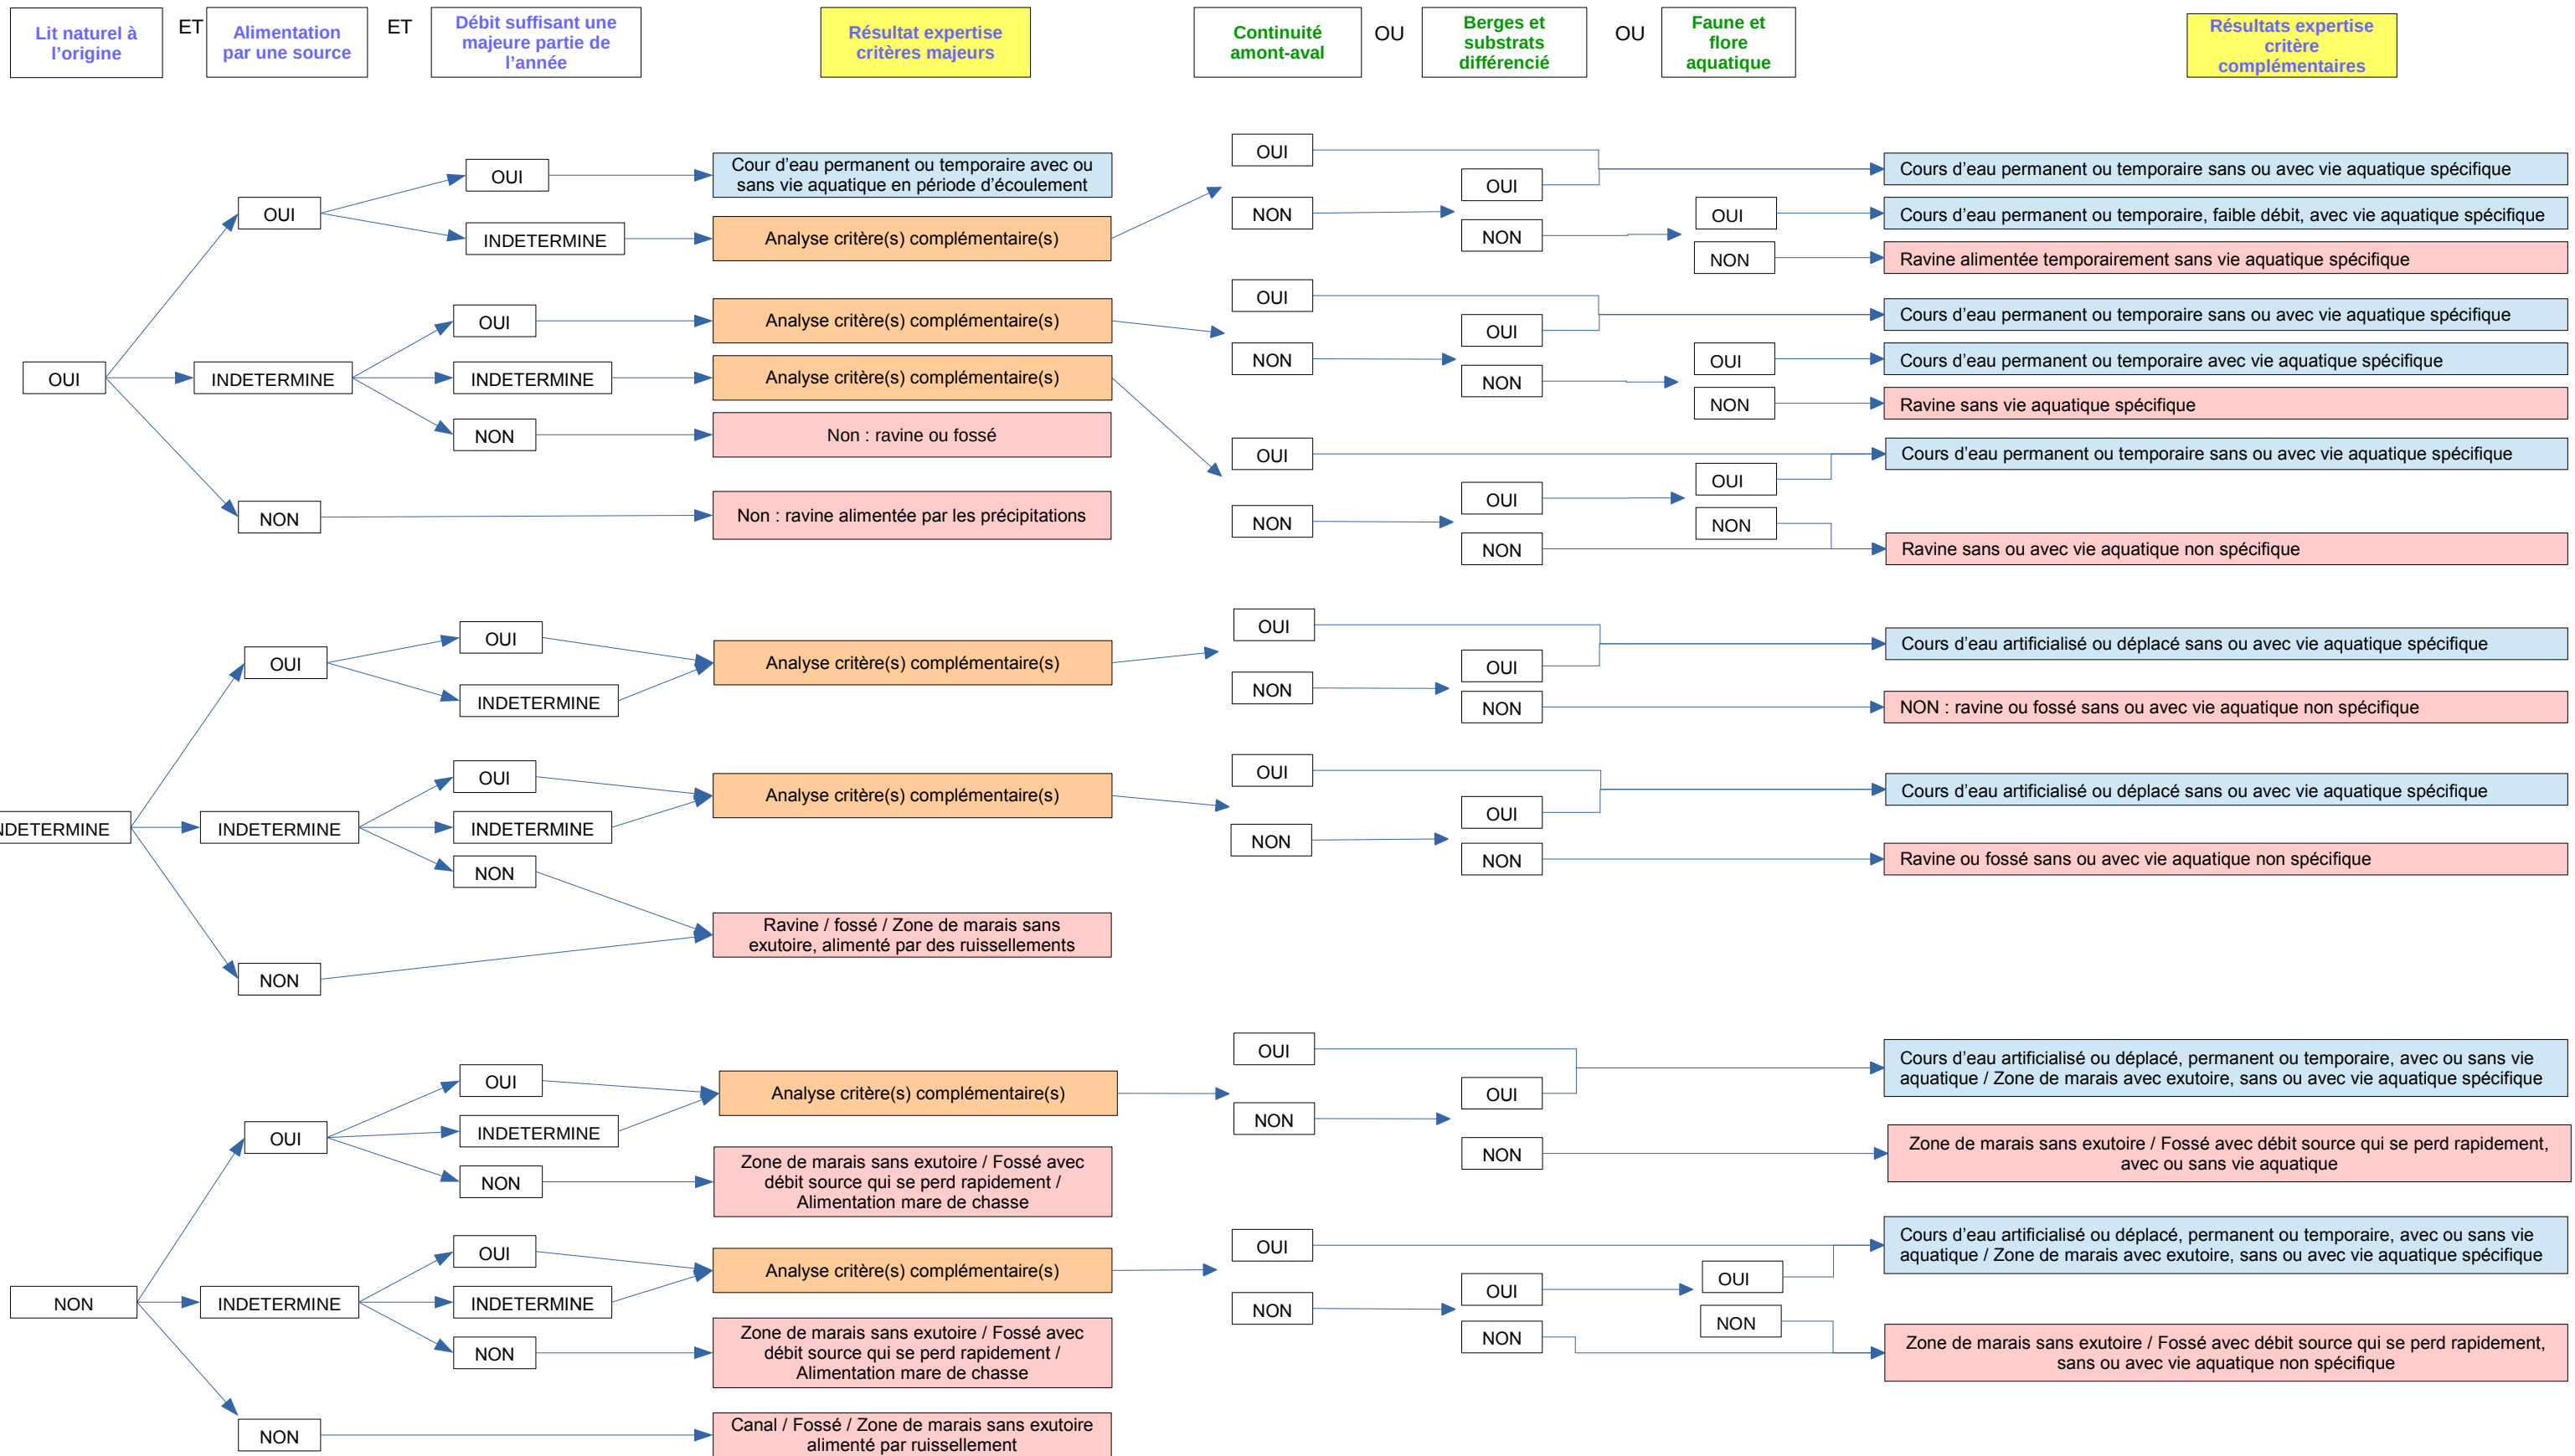 Lit naturel à
l'origine
ET
Alimentation
par une source
ET
Débit suffisant une
majeure partie de
l'année
Résultat expertise
critères majeurs
Continuité
amont-aval
OU
Berges et
substrats
différencié
OU
Faune et
flore
aquatique
Résultats expertise
critère
complémentaires
OUI
OUI
OUI
Cour d'eau permanent ou temporaire avec ou
sans vie aquatique en période d'écoulement
INDETERMINE
Analyse critère(s) complémentaire(s)
OUI
NON
OUI
NON
OUI
NON
Cours d'eau permanent ou temporaire sans ou avec vie aquatique spécifique
Cours d'eau permanent ou temporaire, faible débit, avec vie aquatique spécifique
Ravine alimentée temporairement sans vie aquatique spécifique
INDETERMINE
OUI
Analyse critère(s) complémentaire(s)
INDETERMINE
Analyse critère(s) complémentaire(s)
NON
Non : ravine ou fossé
NON
Non : ravine alimentée par les précipitations
OUI
NON
OUI
NON
OUI
NON
Cours d'eau permanent ou temporaire sans ou avec vie aquatique spécifique
Cours d'eau permanent ou temporaire avec vie aquatique spécifique
Ravine sans vie aquatique spécifique
OUI
NON
OUI
NON
OUI
NON
Cours d'eau permanent ou temporaire sans ou avec vie aquatique spécifique
Ravine sans ou avec vie aquatique non spécifique
NDETERMINE
OUI
OUI
INDETERMINE
Analyse critère(s) complémentaire(s)
OUI
NON
OUI
NON
Cours d'eau artificialisé ou déplacé sans ou avec vie aquatique spécifique
NON : ravine ou fossé sans ou avec vie aquatique non spécifique
INDETERMINE
OUI
INDETERMINE
NON
Analyse critère(s) complémentaire(s)
NON
Ravine / fossé / Zone de marais sans
exutoire, alimenté par des ruissellements
OUI
NON
OUI
NON
Cours d'eau artificialisé ou déplacé sans ou avec vie aquatique spécifique
Ravine ou fossé sans ou avec vie aquatique non spécifique
NON
OUI
OUI
INDETERMINE
NON
Analyse critère(s) complémentaire(s)
Zone de marais sans exutoire / Fossé avec
débit source qui se perd rapidement /
Alimentation mare de chasse
OUI
NON
OUI
NON
Cours d'eau artificialisé ou déplacé, permanent ou temporaire, avec ou sans vie
aquatique / Zone de marais avec exutoire, sans ou avec vie aquatique spécifique
Zone de marais sans exutoire / Fossé avec débit source qui se perd rapidement,
avec ou sans vie aquatique
INDETERMINE
OUI
INDETERMINE
NON
Analyse critère(s) complémentaire(s)
Zone de marais sans exutoire / Fossé avec
débit source qui se perd rapidement /
Alimentation mare de chasse
NON
Canal / Fossé / Zone de marais sans exutoire
alimenté par ruissellement
OUI
NON
OUI
NON
OUI
NON
Cours d'eau artificialisé ou déplacé, permanent ou temporaire, avec ou sans vie
aquatique / Zone de marais avec exutoire, sans ou avec vie aquatique spécifique
Zone de marais sans exutoire / Fossé avec débit source qui se perd rapidement,
sans ou avec vie aquatique non spécifique